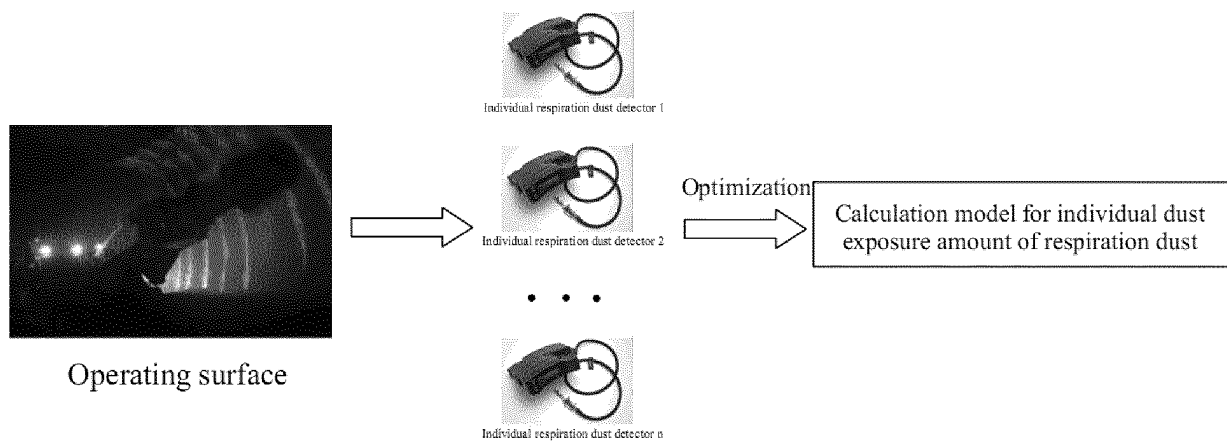 Individual respiration dust detector 1
Individual respiration dust detector 2
Optimization
Calculation model for individual dust
exposure amount of respiration dust
Operating surface
Individual respiration dust detector n